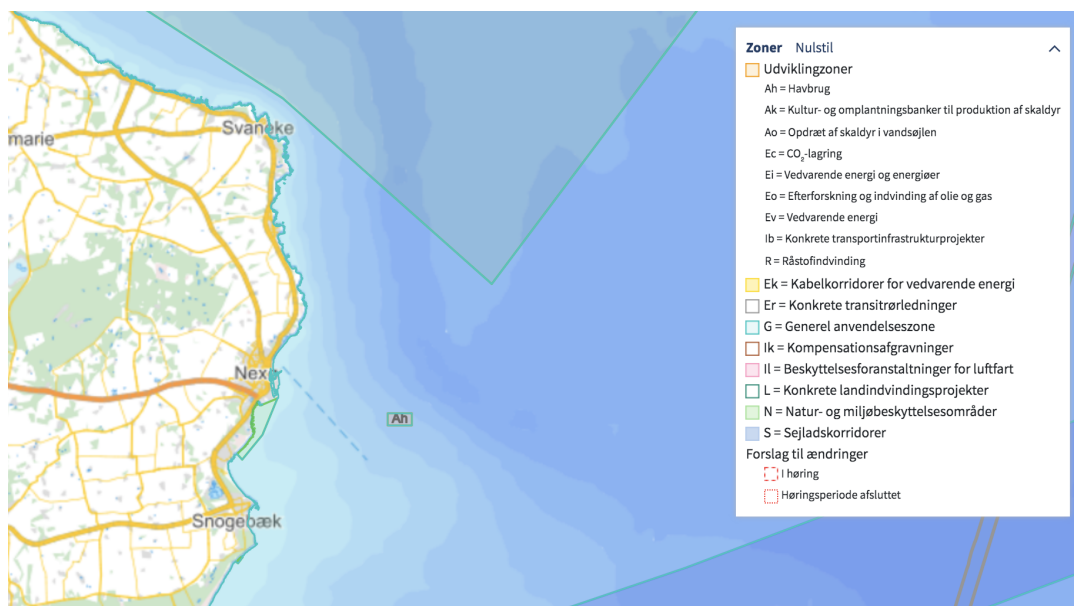 Svaneke
marie
Nex
Ah
Snogebæk
Zoner Nulstil
Udviklingzoner
Ah = Havbrug
Ak = Kultur- og omplantningsbanker til produktion af skaldyr
Ao = Opdræt af skaldyr i vandsøjlen
Ec = CO₂-lagring
Ei = Vedvarende energi og energiøer
Eo = Efterforskning og indvinding af olie og gas
Ev = Vedvarende energi
Ib = Konkrete transportinfrastrukturprojekter
R = Råstofindvinding
Ek = Kabelkorridorer for vedvarende energi
Er = Konkrete transitrørledninger
G = Generel anvendelseszone
Ik = Kompensationsafgravninger
Il = Beskyttelsesforanstaltninger for luftfart
L = Konkrete landindvindingsprojekter
N = Natur- og miljøbeskyttelsesområder
S = Sejladskorridorer
Forslag til ændringer
I høring
Høringsperiode afsluttet